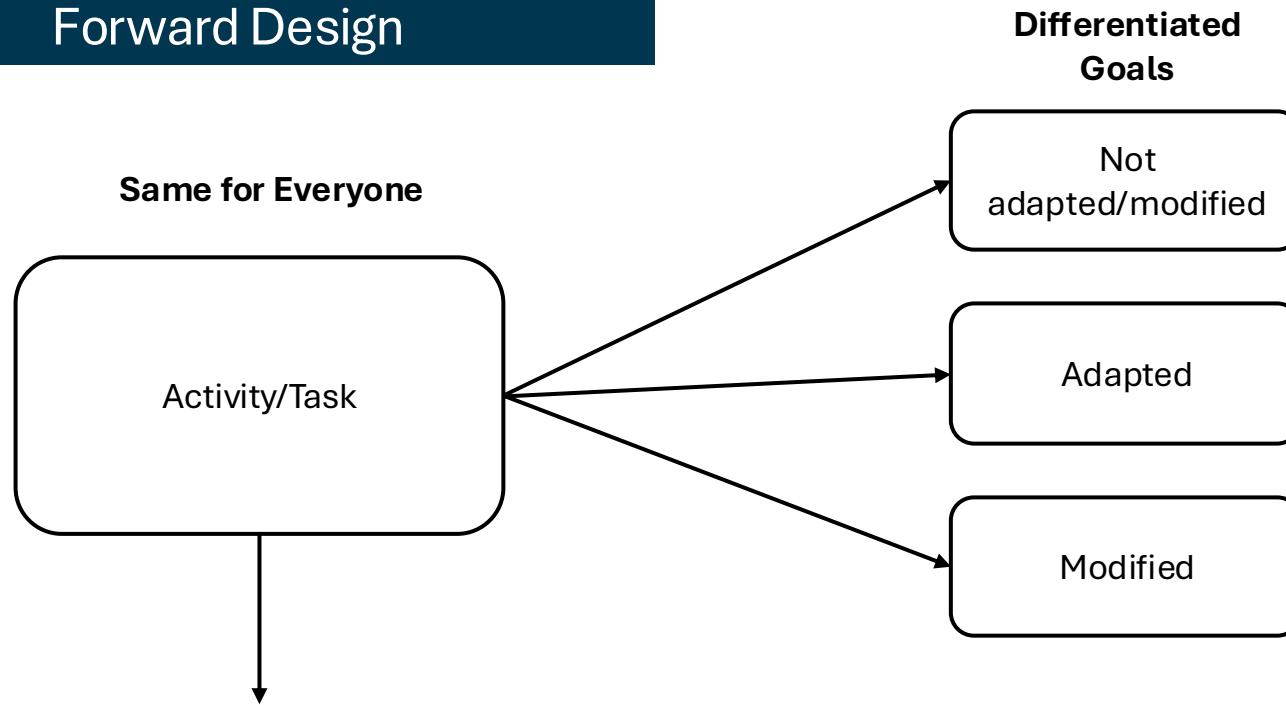 Forward Design
Differentiated
Goals
Same for Everyone
Not
adapted/modified
Activity/Task
Adapted
Modified